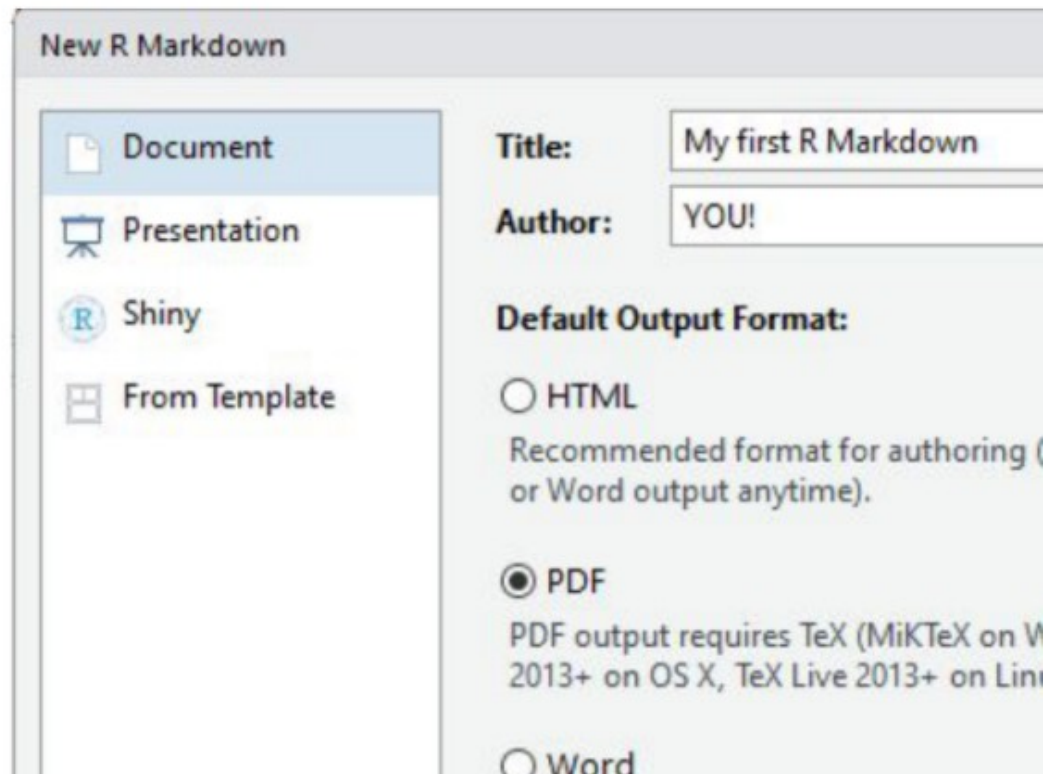 New R Markdown
Document
Presentation
Shiny
From Template
Title: My first R Markdown
Author: YOU!
Default Output Format:
HTML
Recommended format for authoring (
or Word output anytime).
PDF
PDF output requires TeX (MiKTeX on W
2013+ on OS X, TeX Live 2013+ on Linu
Word